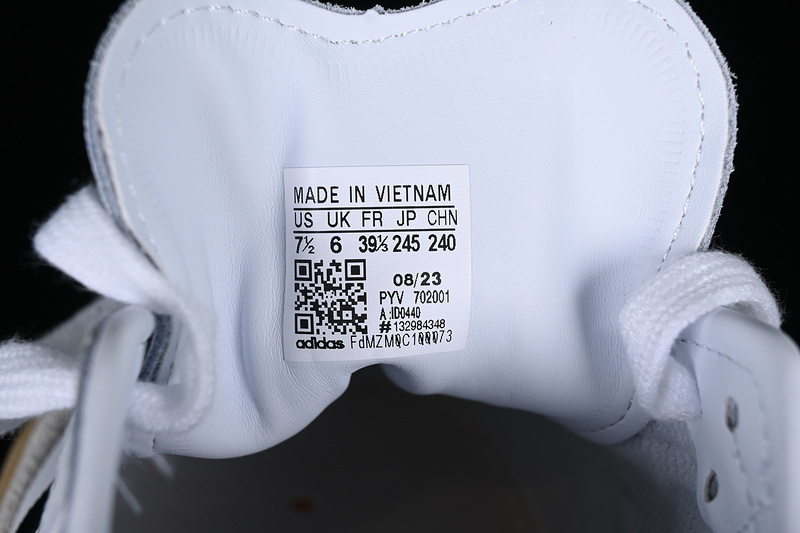 MADE IN VIETNAM
US UK FR JP CHN
7½ 6 39⅓ 245 240
08/23
PYV 702001
A:ID0440
#132984348
adidas